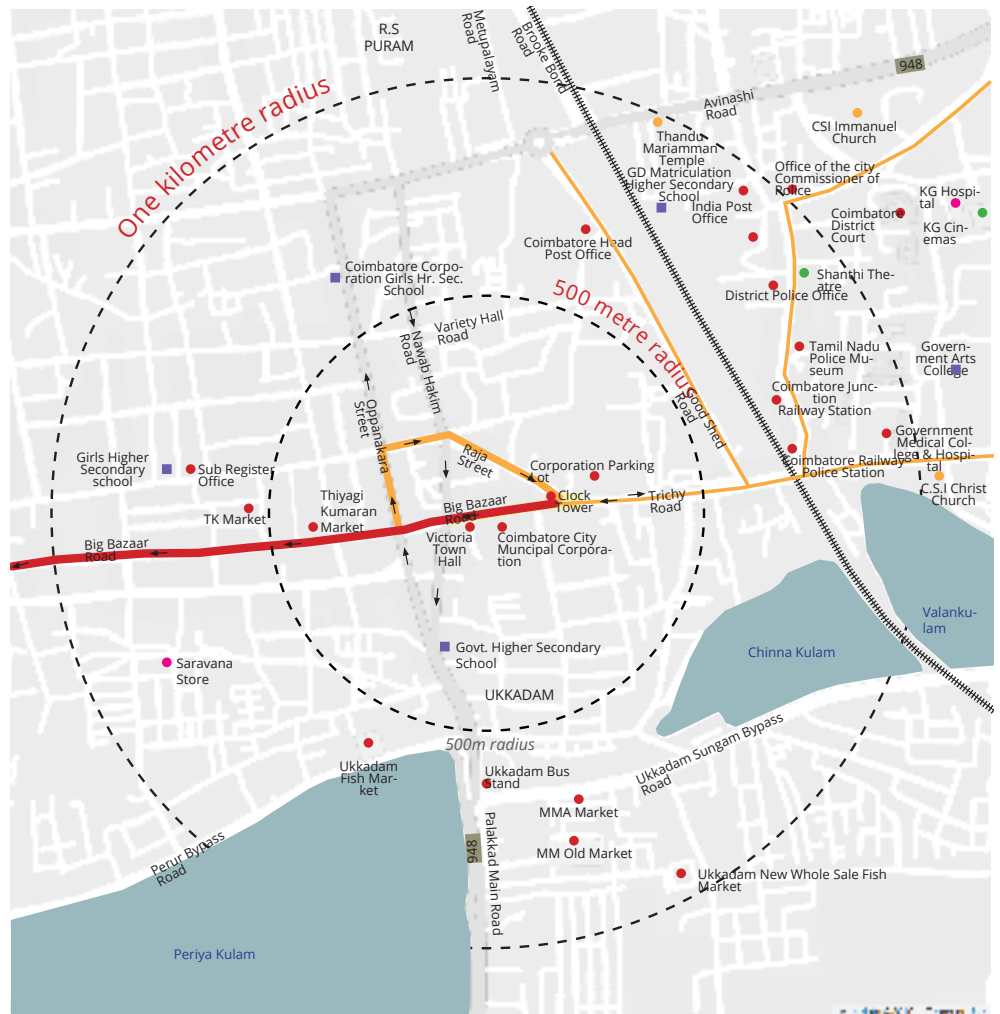 R.S
PURAM
Metupalayam
Road
Brooke Bond
Road
948
Avinashi
Road
One kilometre radius
CSI Immanuel
Church
Thandu
Mariamman
Temple
GD Matriculation
Higher Secondary
School
Office of the city
Commissioner of
Police
India Post
Office
KG Hospi-
tal
Coimbatore
District
Court
KG Cin-
emas
Coimbatore Head
Post Office
Coimbatore Corpo-
ration Girls Hr. Sec.
School
Shanthi The-
atre
District Police Office
500 metre radius
Variety Hall
Road
Nawab Hakim
Road
Tamil Nadu
Police Mu-
seum
Govern-
ment Arts
College
Oppanakara
Street
Good Shed
Road
Coimbatore Junc-
tion
Railway Station
Government
Medical Col-
lege & Hospi-
tal
Raja
Street
Girls Higher
Secondary
school
Sub Register
Office
Corporation Parking
Lot
Coimbatore Railway
Police Station
C.S.I Christ
Church
Thiyagi
Kumaran
Market
TK Market
Big Bazaar
Road
Clock
Tower
Trichy
Road
Victoria
Town
Hall
Coimbatore City
Muncipal Corpora-
tion
Big Bazaar
Road
Valanku-
lam
Chinna Kulam
Govt. Higher Secondary
School
Saravana
Store
UKKADAM
500m radius
Ukkadam Sungam Bypass
Road
Ukkadam
Fish Mar-
ket
Ukkadam Bus
Stand
MMA Market
948
Palakkad Main Road
MM Old Market
Perur Bypass
Road
Ukkadam New Whole Sale Fish
Market
Periya Kulam